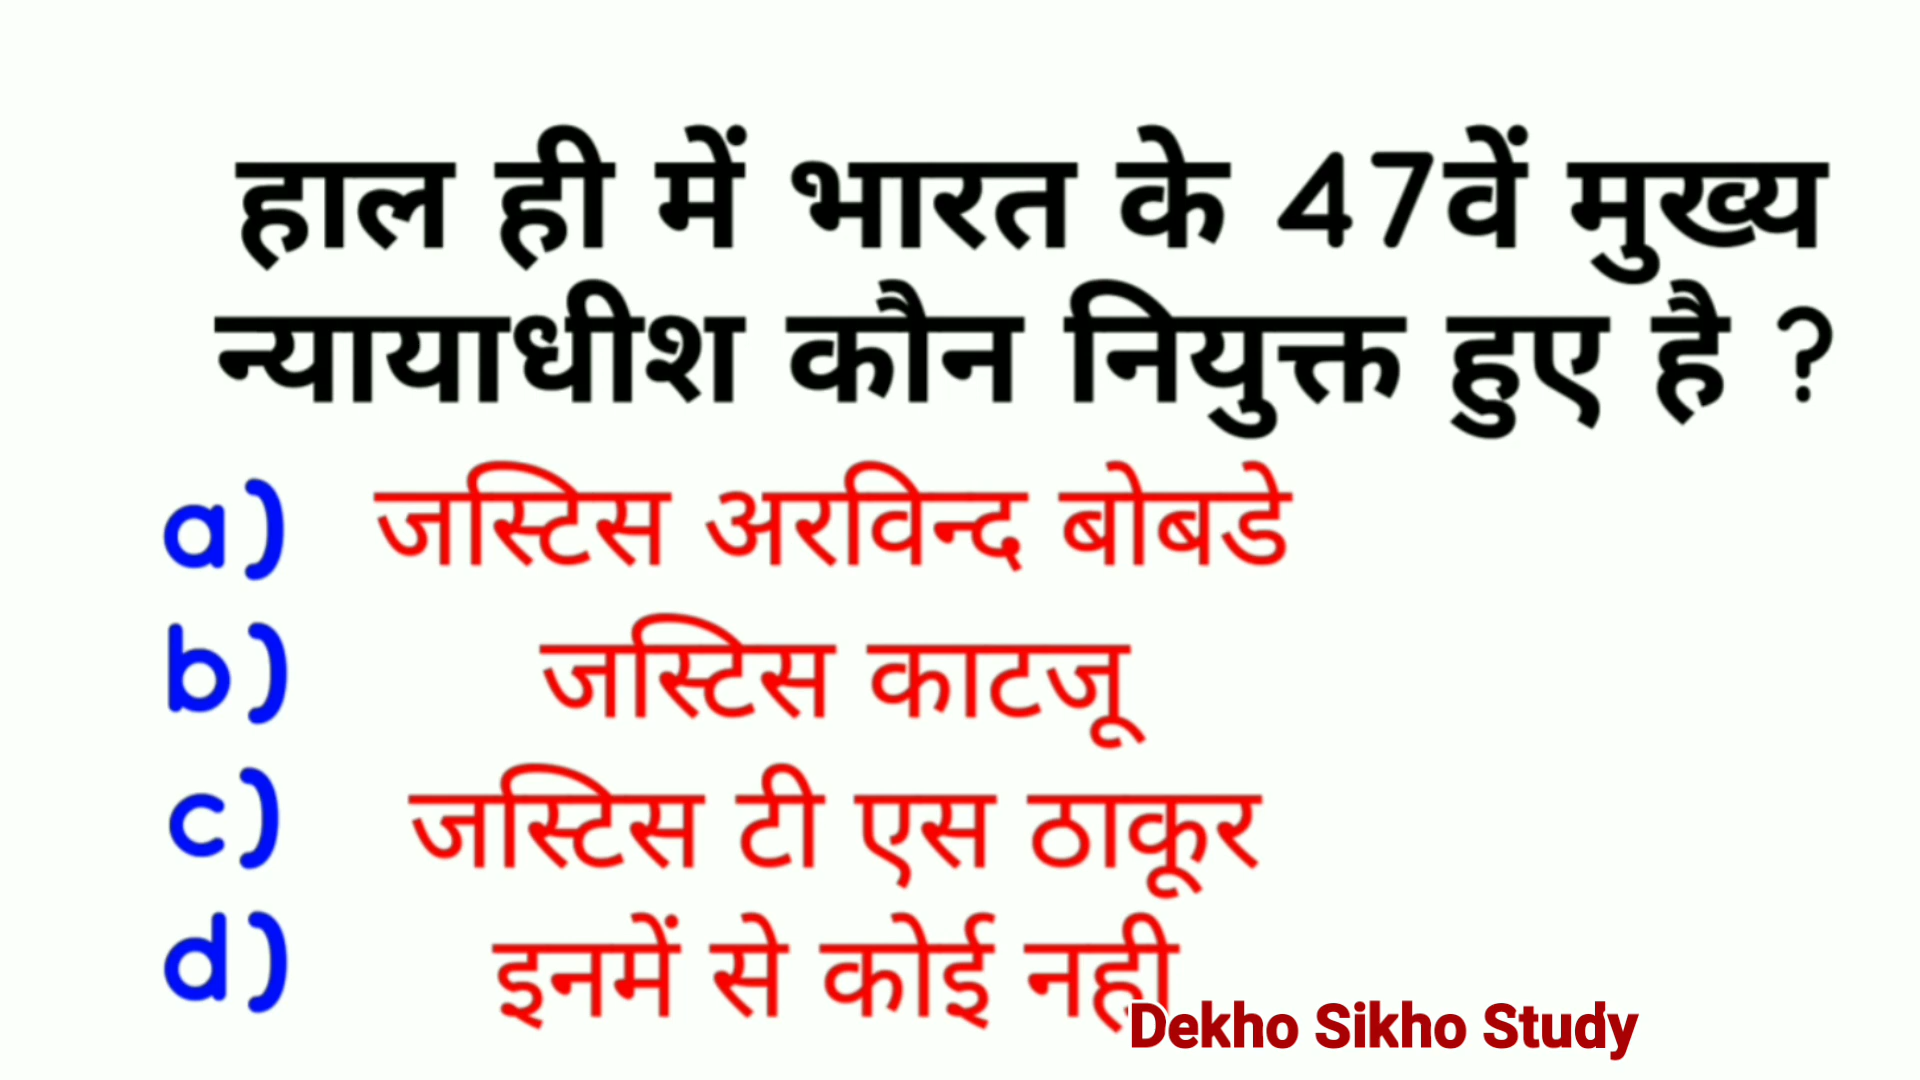 हाल ही में भारत के 47वें मुख्य
न्यायाधीश कौन नियुक्त हुए है ?
a) जस्टिस अरविन्द बोबडे
b) जस्टिस काटजू
c) जस्टिस टी एस ठाकूर
d) इनमें से कोई नही
Dekho Sikho Study